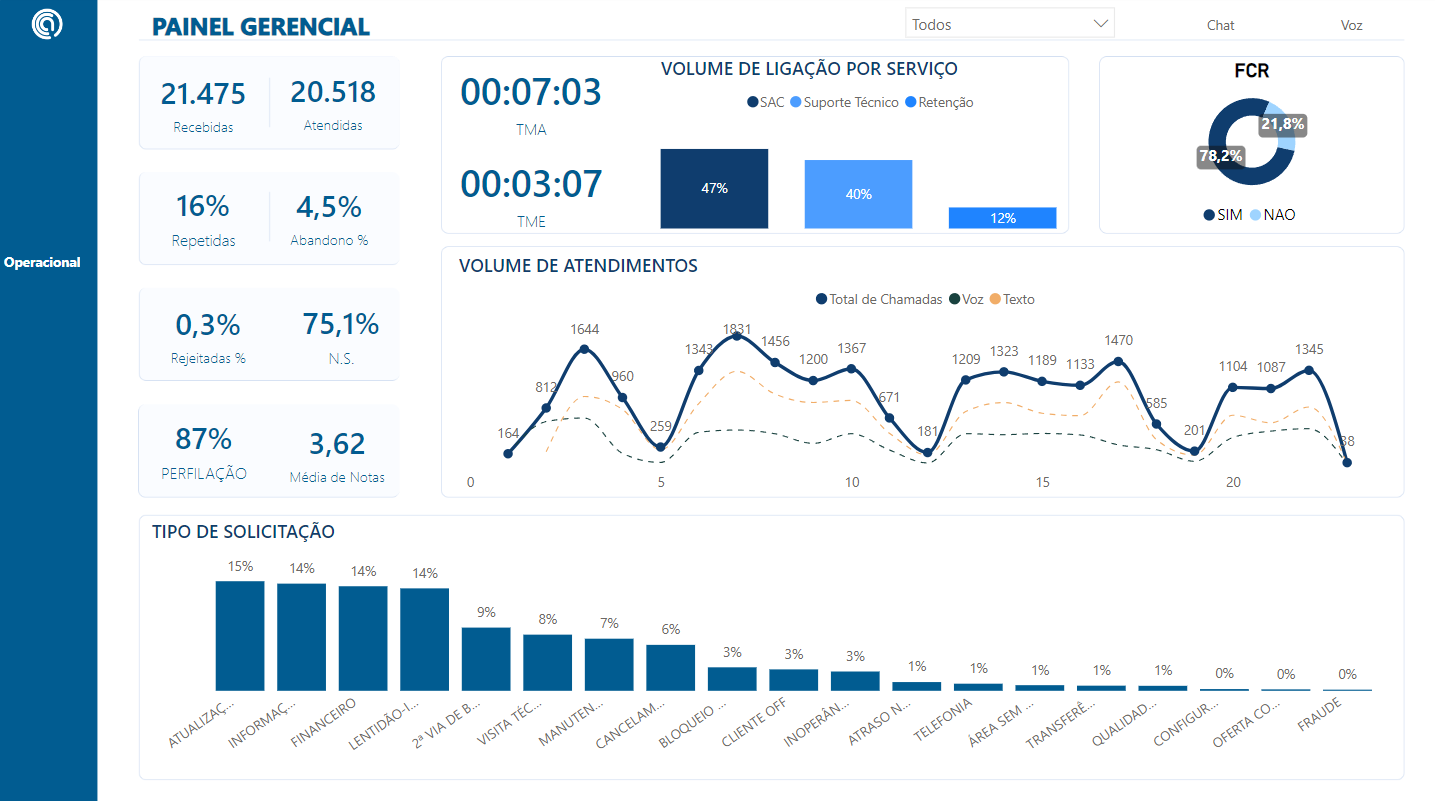 PAINEL GERENCIAL
Todos
Chat
Voz
Operacional
21.475
Recebidas
20.518
Atendidas
16%
Repetidas
4,5%
Abandono %
0,3%
Rejeitadas %
75,1%
N.S.
87%
PERFILAÇÃO
3,62
Média de Notas
00:07:03
TMA
00:03:07
TME
VOLUME DE LIGAÇÃO POR SERVIÇO
SAC Suporte Técnico Retenção
47%
40%
12%
FCR
21,8%
78,2%
SIM NAO
VOLUME DE ATENDIMENTOS
Total de Chamadas Voz Texto
164 812 1644 960 259 1343 1831 1456 1200 1367 671 181 1209 1323 1189 1133 1470 585 201 1104 1087 1345 38
0 5 10 15 20
TIPO DE SOLICITAÇÃO
15% 14% 14% 14% 9% 8% 7% 6% 3% 3% 3% 1% 1% 1% 1% 1% 0% 0% 0%
ATUALIZAÇ...
INFORMAÇ...
FINANCEIRO
LENTIDÃO-I...
2ª VIA DE B...
VISITA TÉC...
MANUTEN...
CANCELAM...
BLOQUEIO ...
CLIENTE OFF
INOPERÂN...
ATRASO N...
TELEFONIA
ÁREA SEM ...
TRANSFERÊ...
QUALIDAD...
CONFIGUR...
OFERTA CO...
FRAUDE